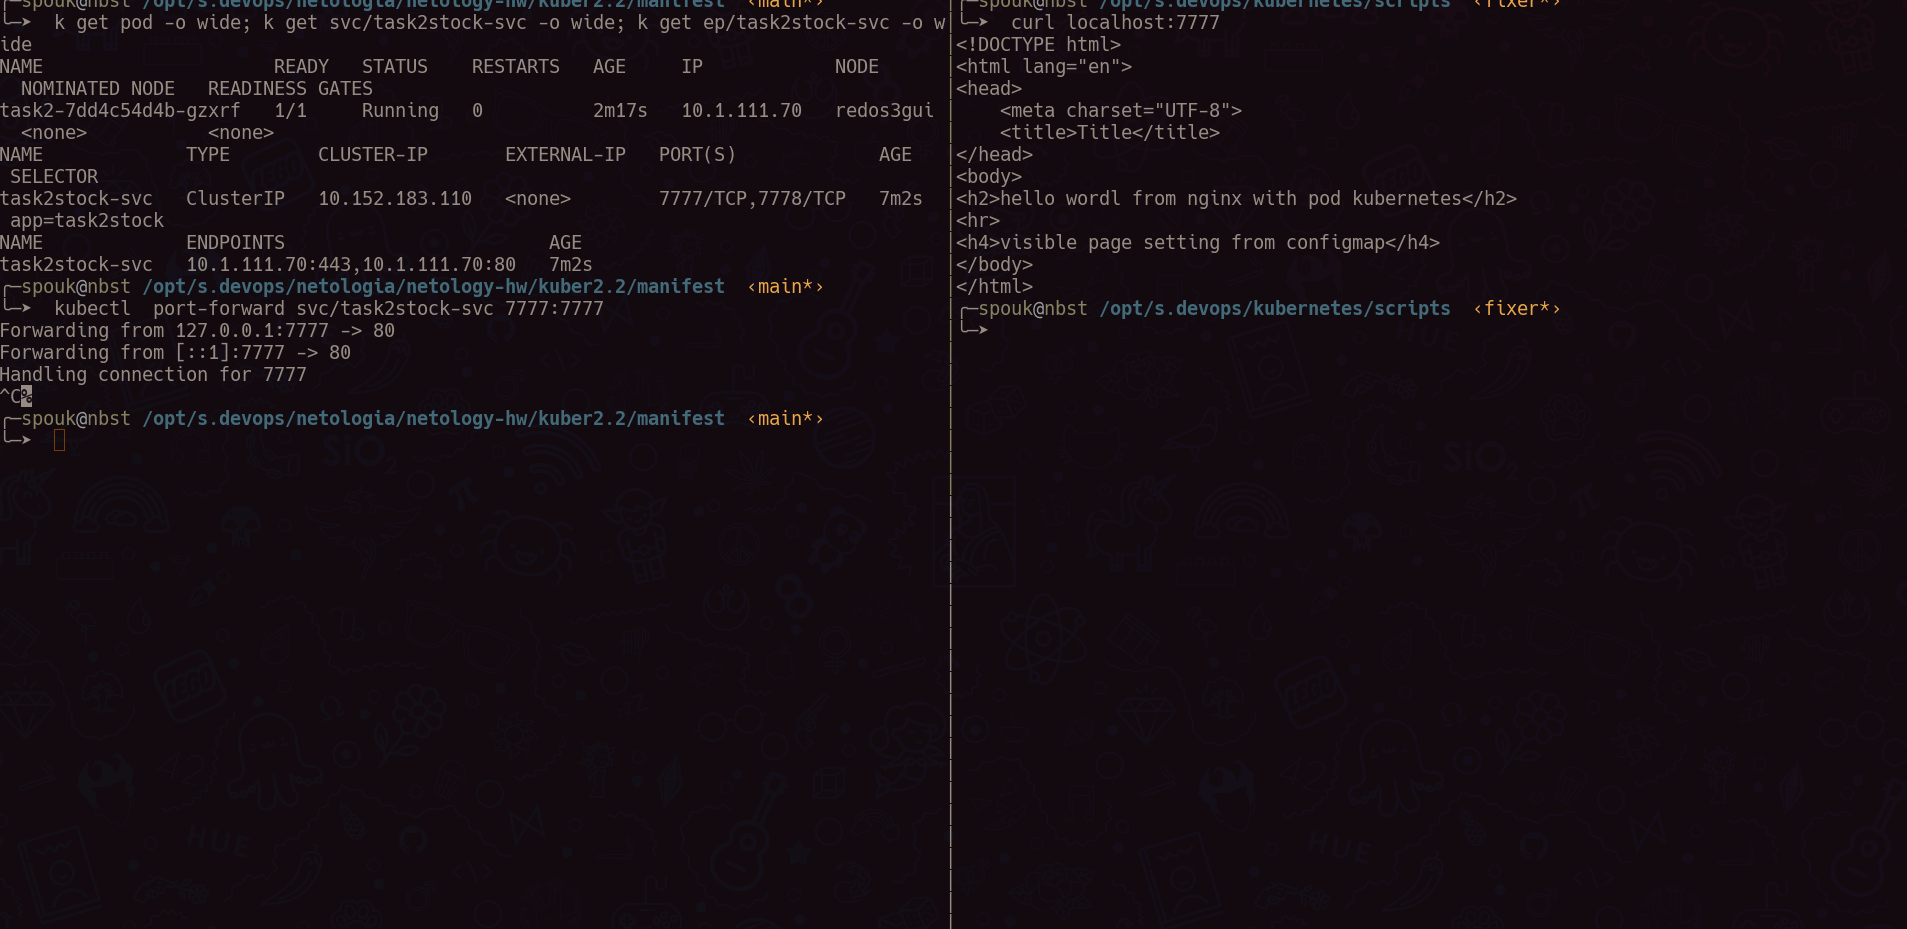 ╭─spouk@nbst /opt/s.devops/netologia/netology-hw/kuber2.2/manifest  ‹main*›
╰─➤  k get pod -o wide; k get svc/task2stock-svc -o wide; k get ep/task2stock-svc -o w
ide
NAME                     READY   STATUS    RESTARTS   AGE     IP            NODE
  NOMINATED NODE   READINESS GATES
task2-7dd4c54d4b-gzxrf   1/1     Running   0          2m17s   10.1.111.70   redos3gui
  <none>           <none>
NAME             TYPE        CLUSTER-IP       EXTERNAL-IP   PORT(S)             AGE
 SELECTOR
task2stock-svc   ClusterIP   10.152.183.110   <none>        7777/TCP,7778/TCP   7m2s
 app=task2stock
NAME             ENDPOINTS                        AGE
task2stock-svc   10.1.111.70:443,10.1.111.70:80   7m2s
╭─spouk@nbst /opt/s.devops/netologia/netology-hw/kuber2.2/manifest  ‹main*›
╰─➤  kubectl  port-forward svc/task2stock-svc 7777:7777
Forwarding from 127.0.0.1:7777 -> 80
Forwarding from [::1]:7777 -> 80
Handling connection for 7777
^C%
╭─spouk@nbst /opt/s.devops/netologia/netology-hw/kuber2.2/manifest  ‹main*›
╰─➤
╭─spouk@nbst /opt/s.devops/kubernetes/scripts  ‹fixer*›
╰─➤  curl localhost:7777
<!DOCTYPE html>
<html lang="en">
<head>
    <meta charset="UTF-8">
    <title>Title</title>
</head>
<body>
<h2>hello wordl from nginx with pod kubernetes</h2>
<hr>
<h4>visible page setting from configmap</h4>
</body>
</html>
╭─spouk@nbst /opt/s.devops/kubernetes/scripts  ‹fixer*›
╰─➤
SiO₂
SiO₂
LEGO
LEGO
HUE
HUE